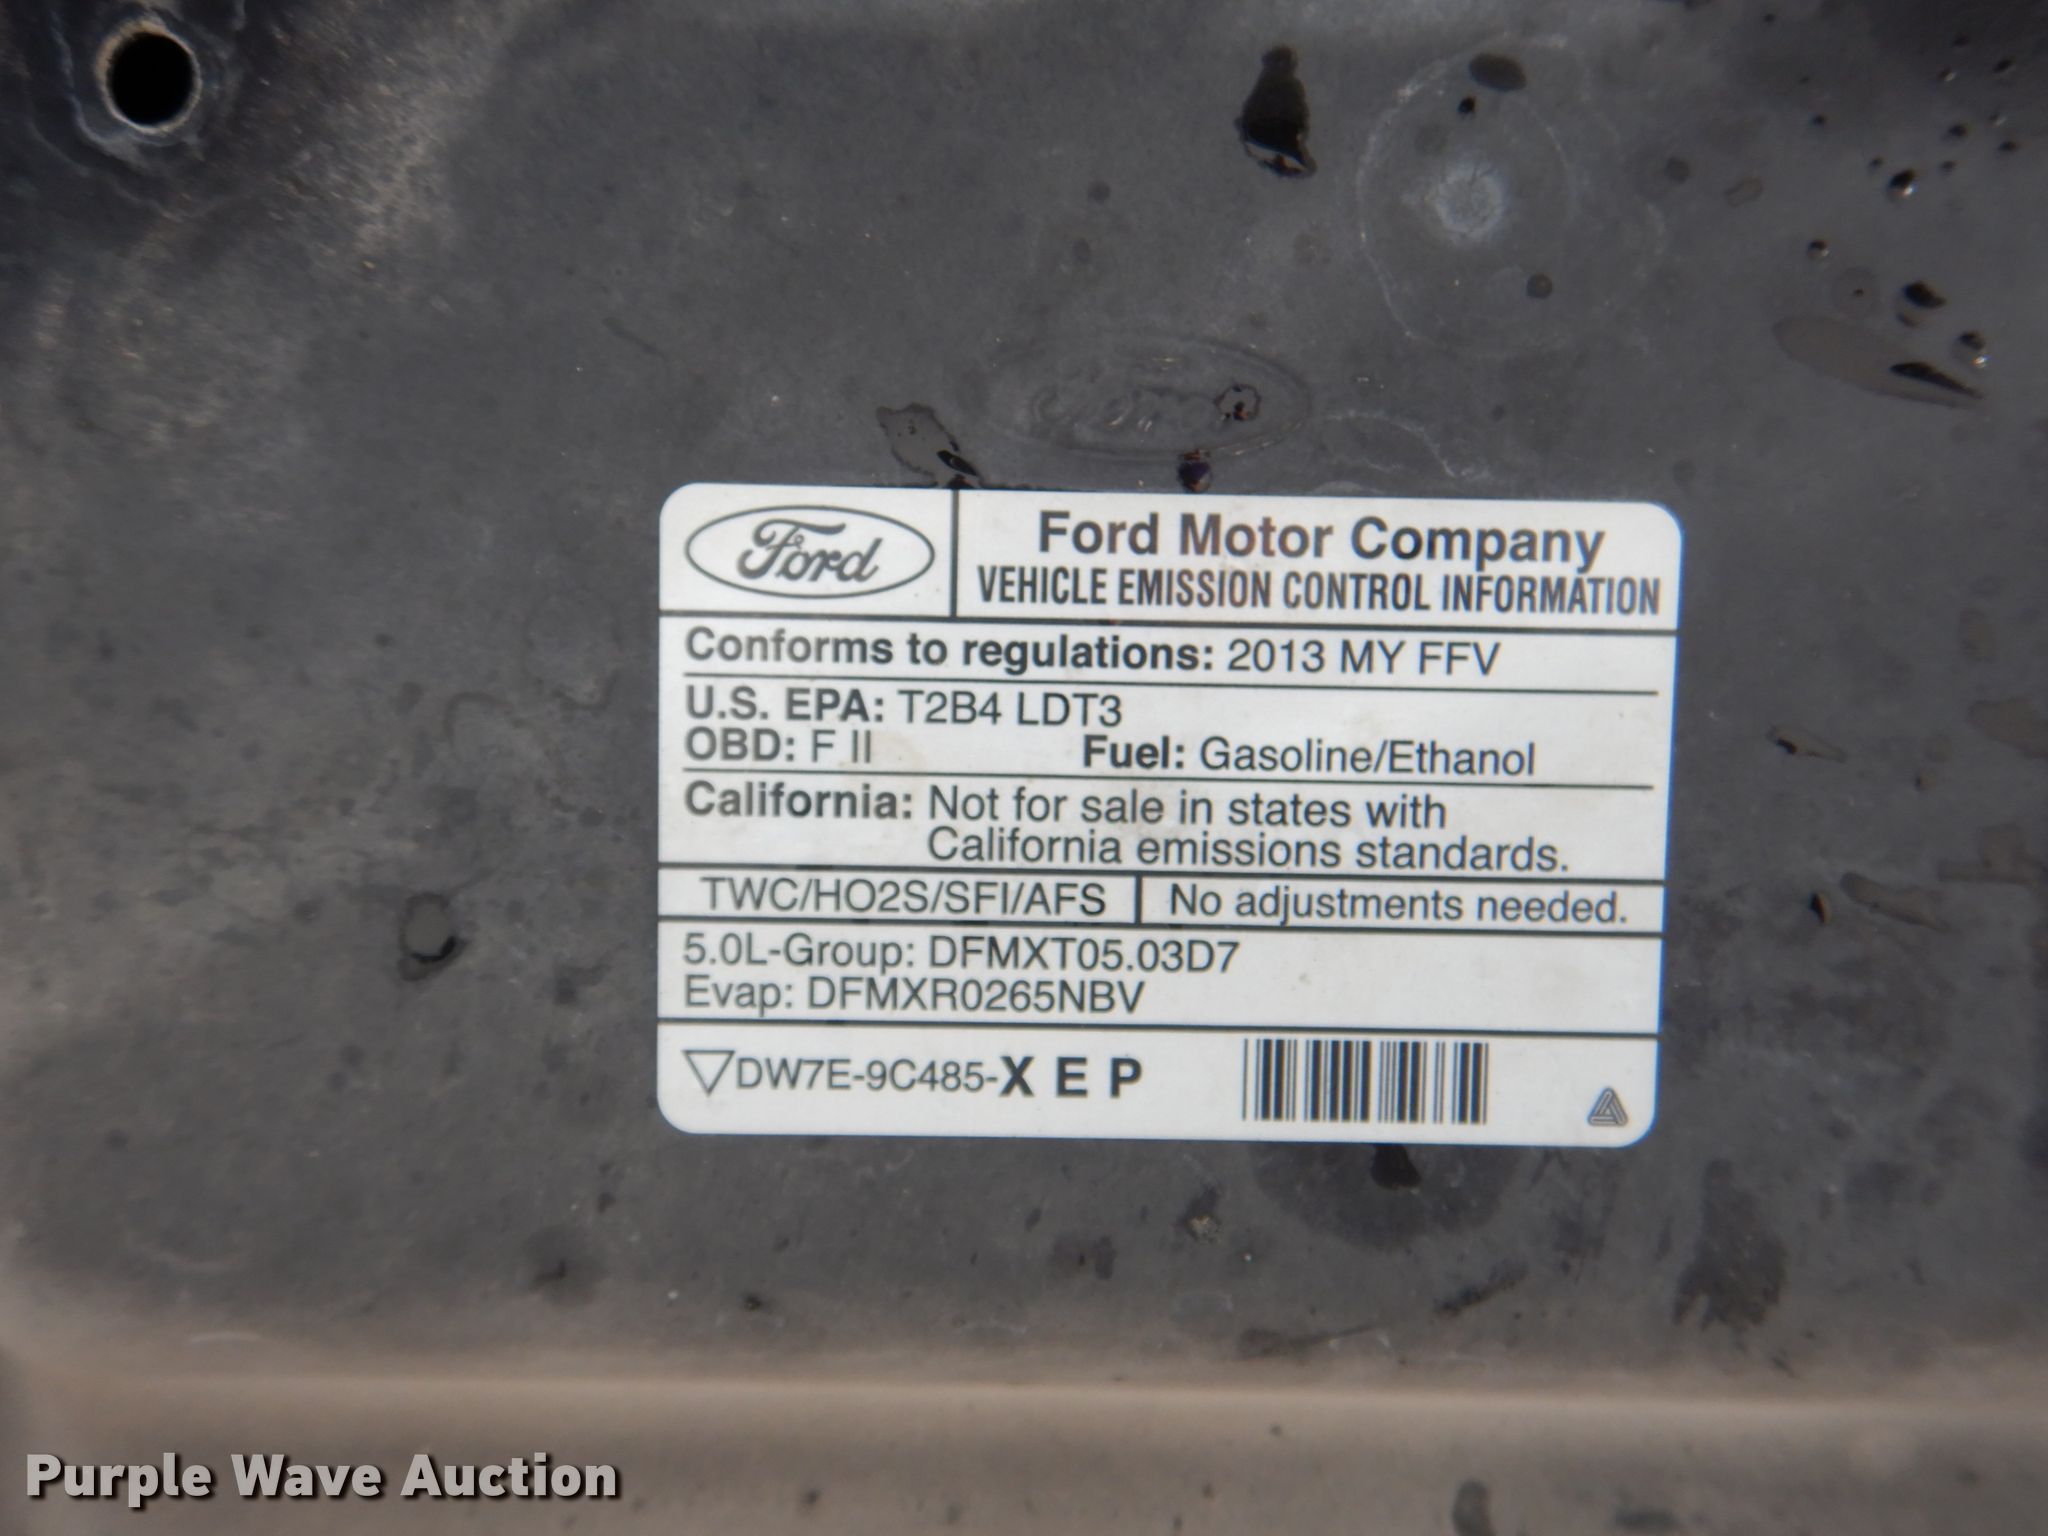 Ford
Ford
Ford Motor Company
VEHICLE EMISSION CONTROL INFORMATION
Conforms to regulations: 2013 MY FFV
U.S. EPA: T2B4 LDT3
OBD: F II Fuel: Gasoline/Ethanol
California: Not for sale in states with
California emissions standards.
TWC/HO2S/SFI/AFS No adjustments needed.
5.0L-Group: DFMXT05.03D7
Evap: DFMXR0265NBV
DW7E-9C485-X E P
Purple Wave Auction